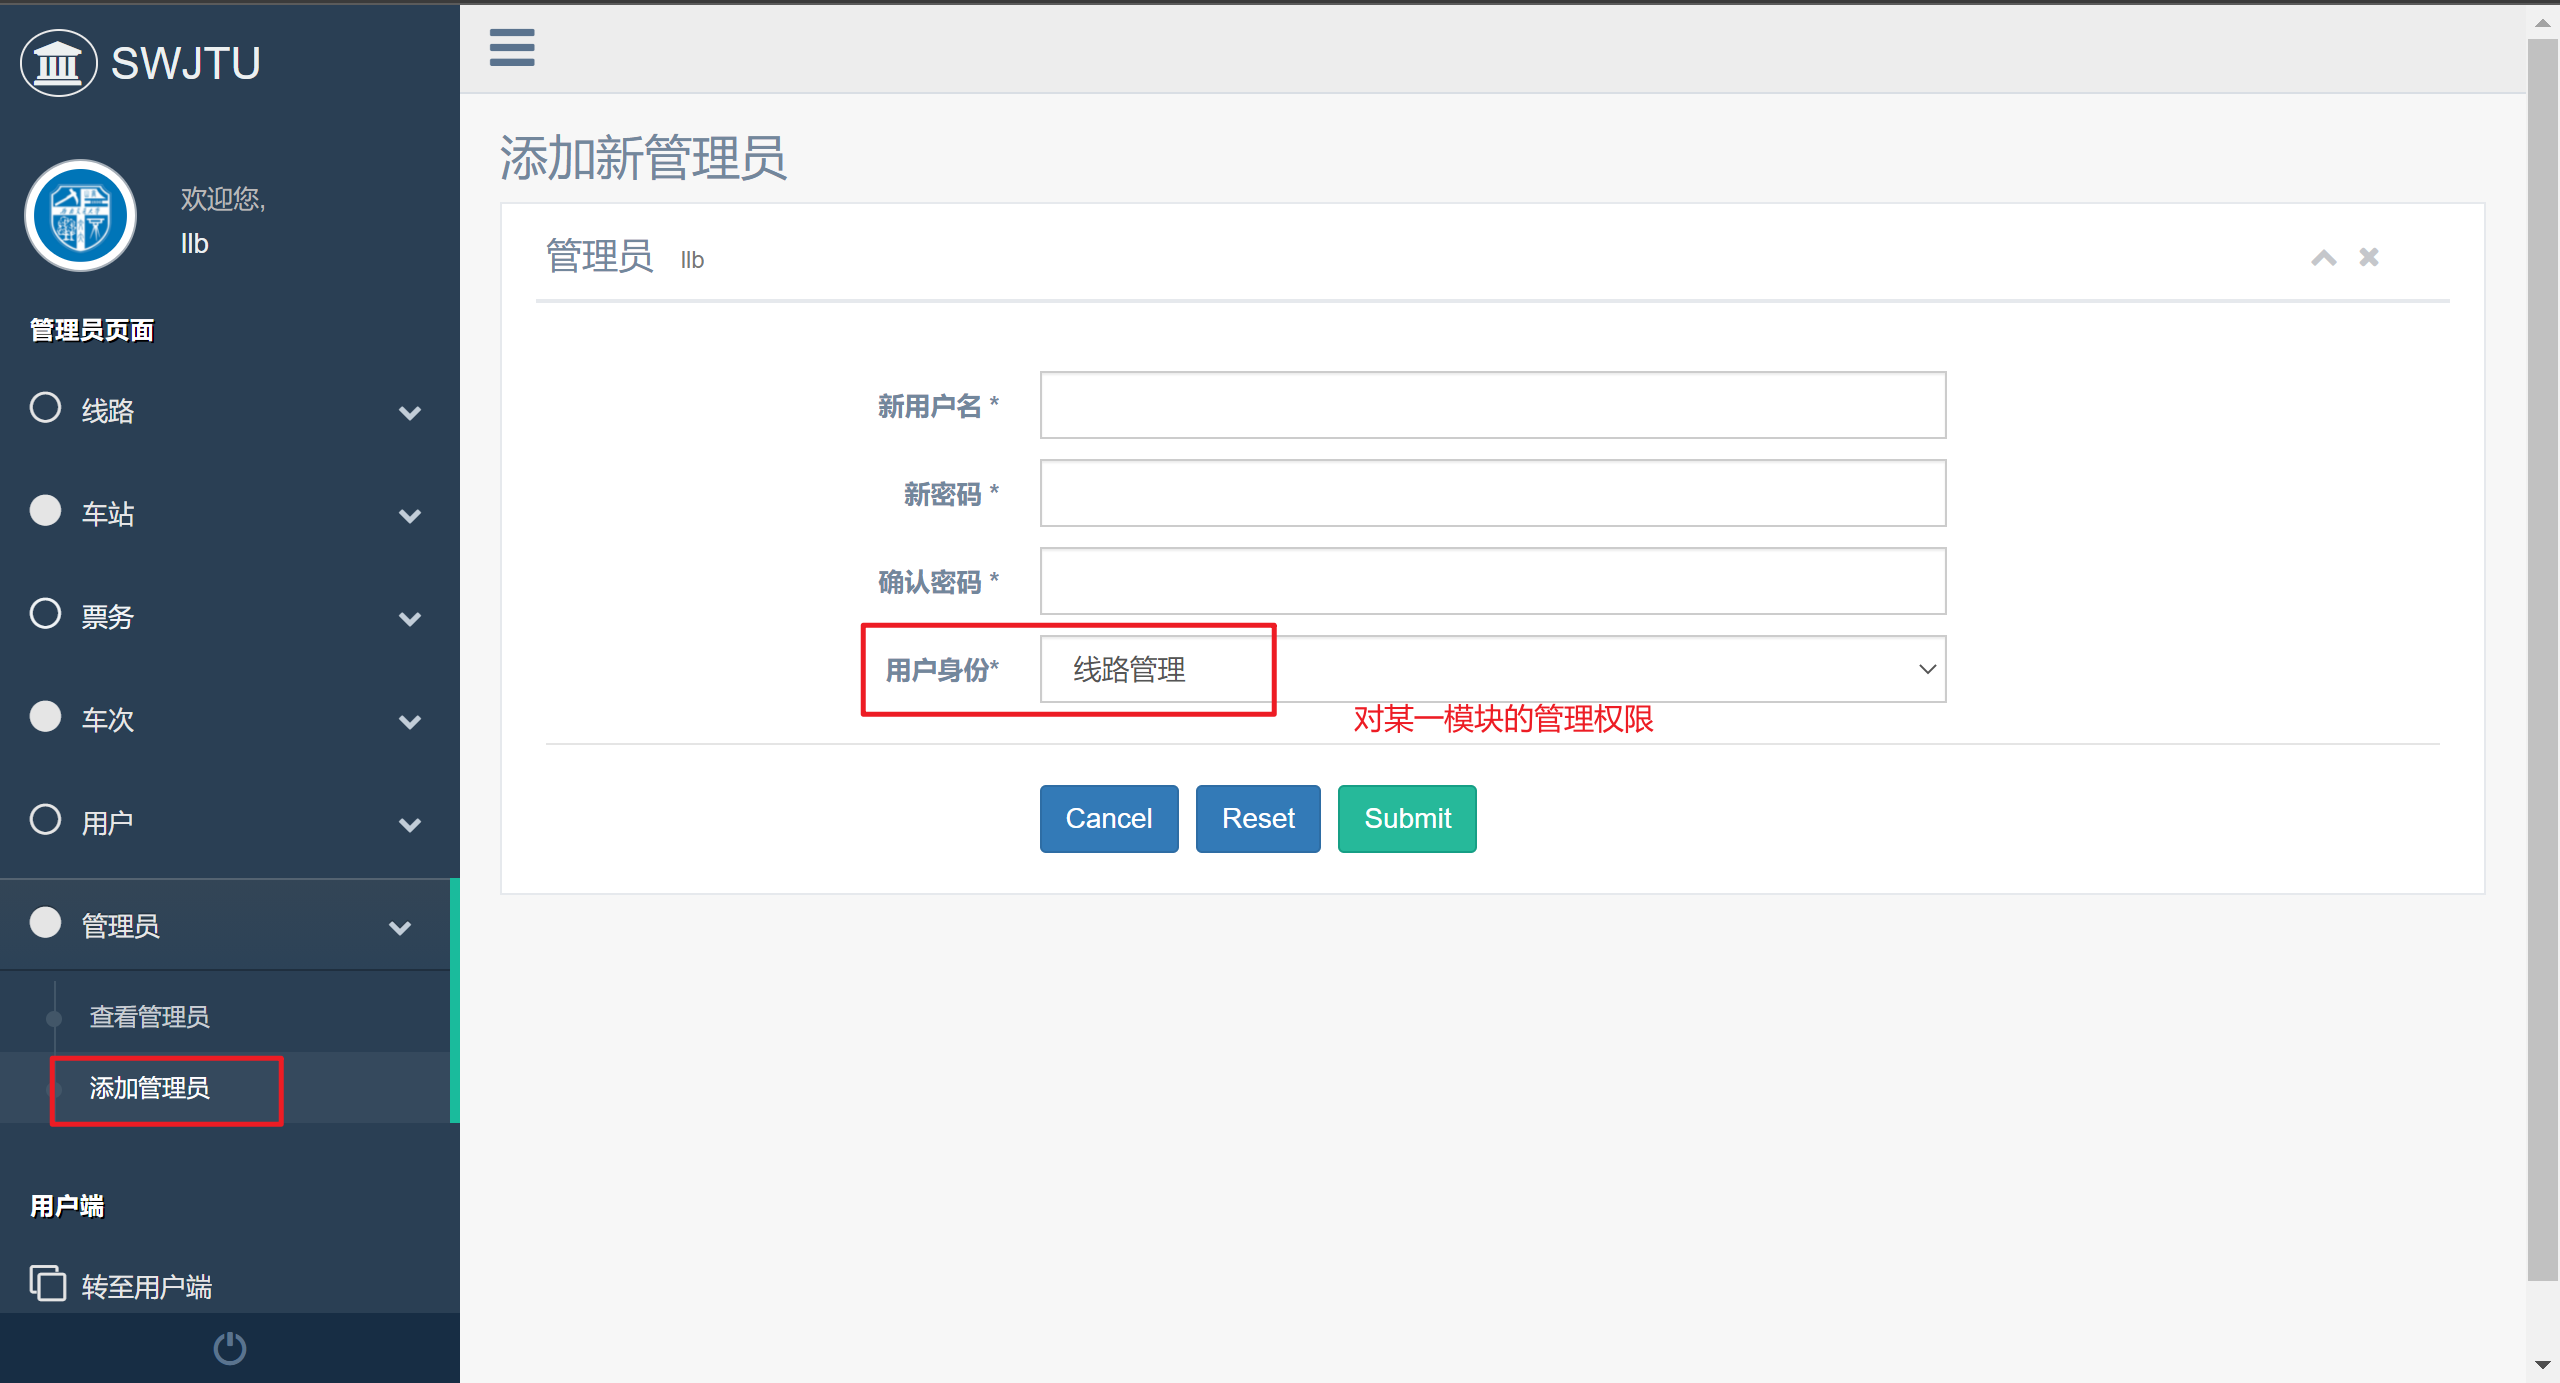 SWJTU
欢迎您,
llb
管理员页面
线路
车站
票务
车次
用户
管理员
查看管理员
添加管理员
用户端
转至用户端
添加新管理员
管理员 llb
新用户名 *
新密码 *
确认密码 *
用户身份* 线路管理
对某一模块的管理权限
Cancel Reset Submit